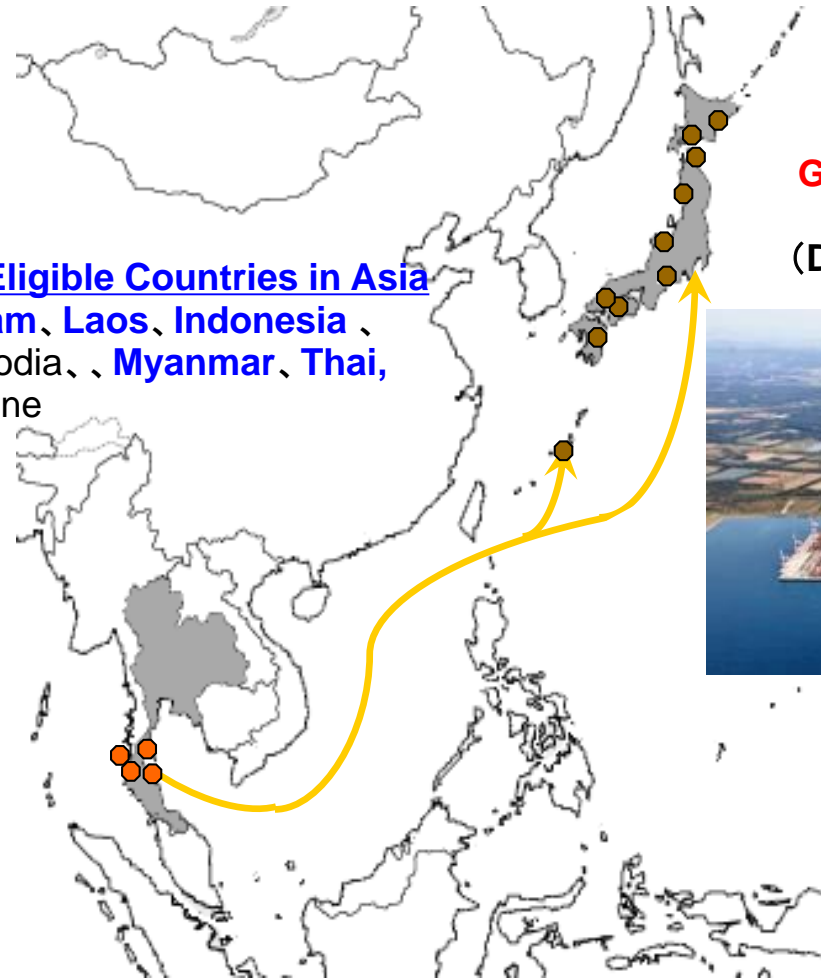 Eligible Countries in Asia
am、Laos、Indonesia 、
odia、、Myanmar、Thai,
ne
G
（D